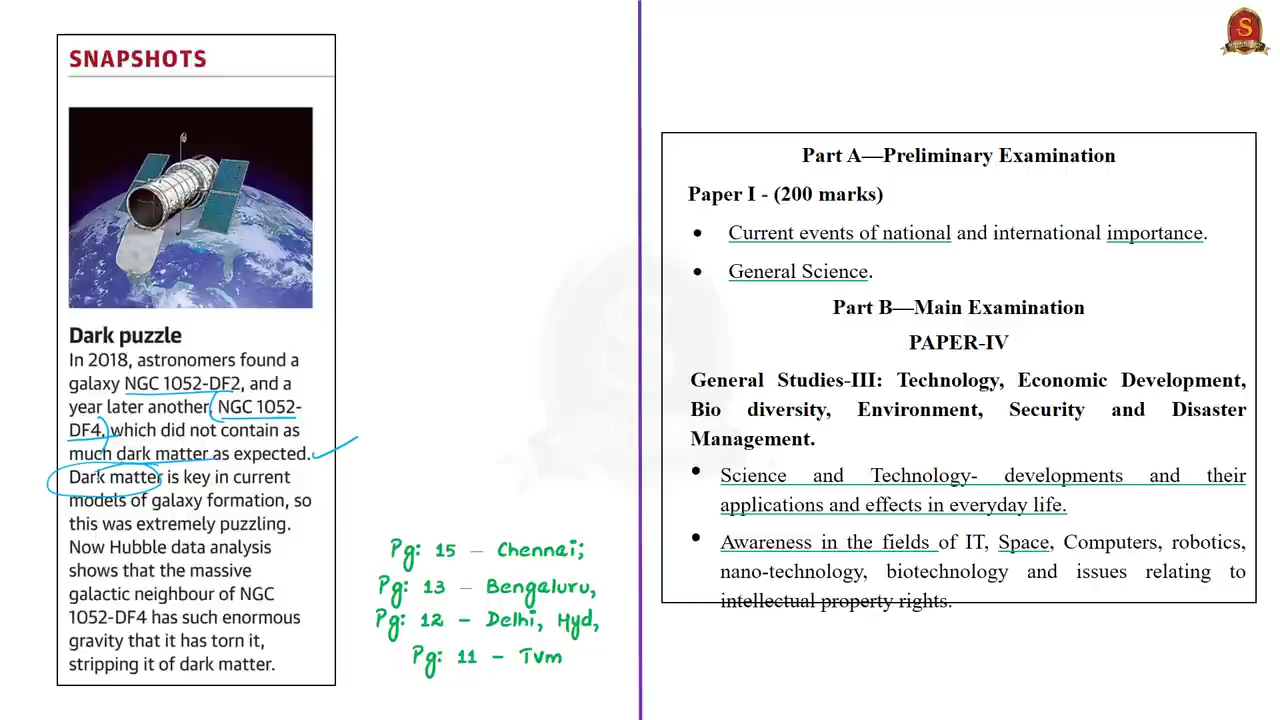 SNAPSHOTS
Dark puzzle
In 2018, astronomers found a
galaxy NGC 1052-DF2, and a
year later another, NGC 1052-
DF4, which did not contain as
much dark matter as expected.
Dark matter is key in current
models of galaxy formation, so
this was extremely puzzling.
Now Hubble data analysis
shows that the massive
galactic neighbour of NGC
1052-DF4 has such enormous
gravity that it has torn it,
stripping it of dark matter.
Pg: 15 – Chennai;
Pg: 13 – Bengaluru,
Pg: 12 – Delhi, Hyd,
Pg: 11 – Tvm
S
Part A—Preliminary Examination
Paper I - (200 marks)
• Current events of national and international importance.
• General Science.
Part B—Main Examination
PAPER-IV
General Studies-III: Technology, Economic Development,
Bio diversity, Environment, Security and Disaster
Management.
• Science and Technology- developments and their
applications and effects in everyday life.
• Awareness in the fields of IT, Space, Computers, robotics,
nano-technology, biotechnology and issues relating to
intellectual property rights.